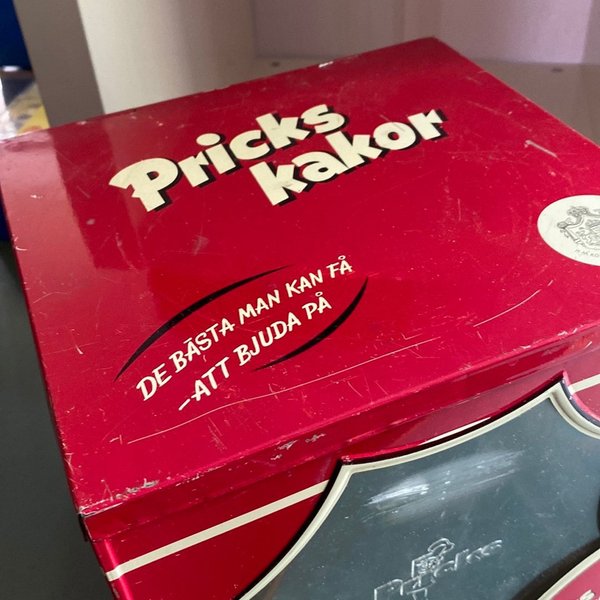 Pricks
kakor
DE BÄSTA MAN KAN FÅ
-ATT BJUDA PÅ